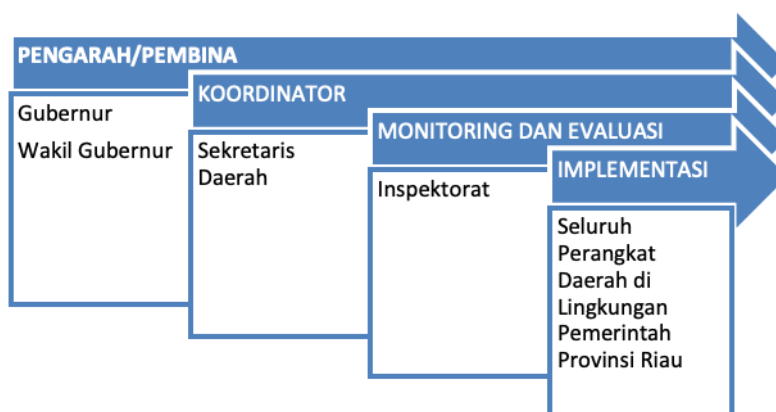 PENGARAH/PEMBINA
Gubernur
Wakil Gubernur
KOORDINATOR
Sekretaris
Daerah
MONITORING DAN EVALUASI
Inspektorat
IMPLEMENTASI
Seluruh
Perangkat
Daerah di
Lingkungan
Pemerintah
Provinsi Riau